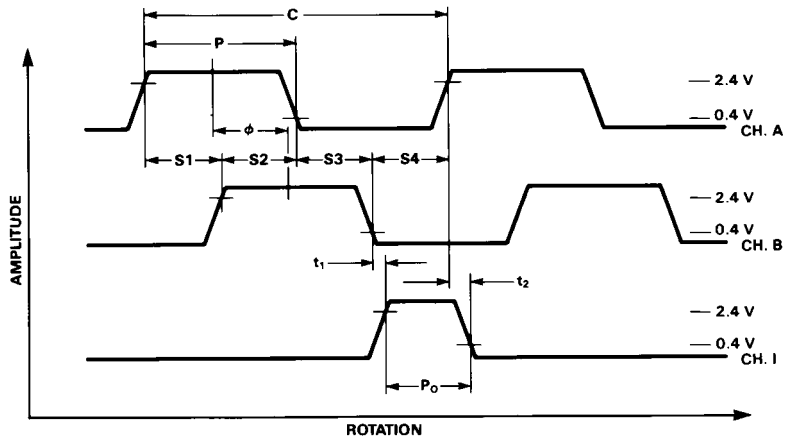 C
P
2.4 V
0.4 V
CH. A
ϕ
S1 S2 S3 S4
2.4 V
0.4 V
CH. B
AMPLITUDE
t₁
t₂
2.4 V
0.4 V
CH. I
P₀
ROTATION